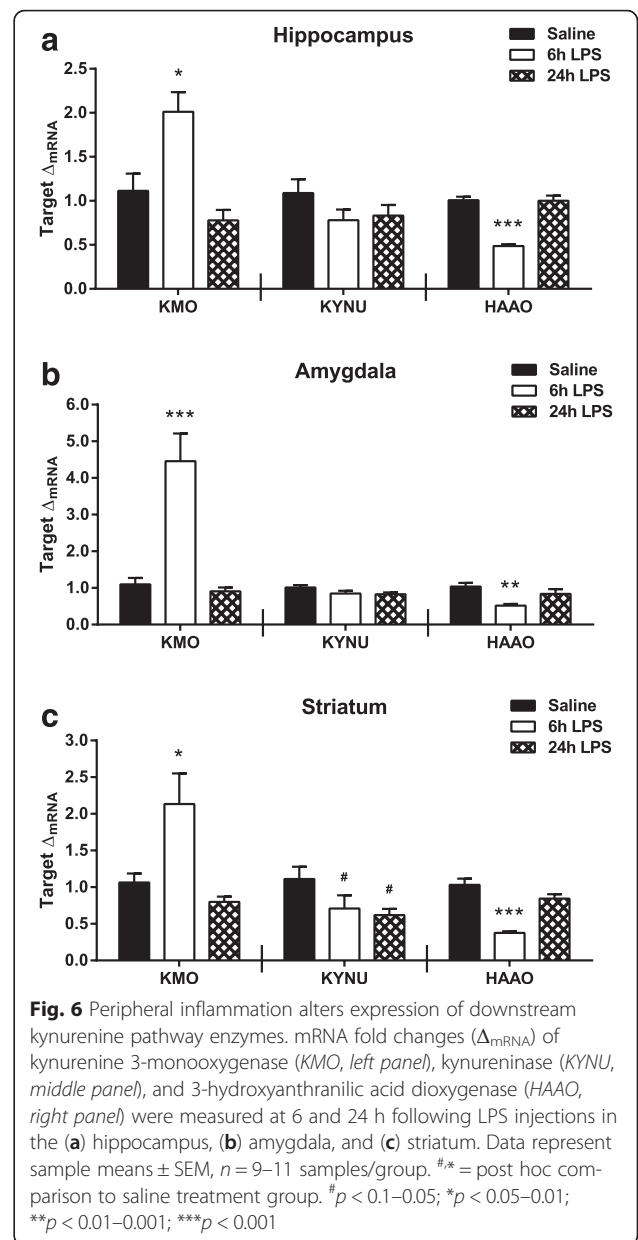 a
Hippocampus
Saline
6h LPS
24h LPS
Target ΔmRNA
2.5
2.0
1.5
1.0
0.5
0.0
*
***
KMO KYNU HAAO
b
Amygdala
Saline
6h LPS
24h LPS
Target ΔmRNA
6.0
5.0
4.0
3.0
2.0
1.0
0.0
***
**
KMO KYNU HAAO
c
Striatum
Saline
6h LPS
24h LPS
Target ΔmRNA
3.0
2.5
2.0
1.5
1.0
0.5
0.0
*
# #
***
KMO KYNU HAAO
Fig. 6 Peripheral inflammation alters expression of downstream
kynurenine pathway enzymes. mRNA fold changes (ΔmRNA) of
kynurenine 3-monooxygenase (KMO, left panel), kynureninase (KYNU,
middle panel), and 3-hydroxyanthranilic acid dioxygenase (HAAO,
right panel) were measured at 6 and 24 h following LPS injections in
the (a) hippocampus, (b) amygdala, and (c) striatum. Data represent
sample means ± SEM, n = 9–11 samples/group. #,* = post hoc com-
parison to saline treatment group. #p < 0.1–0.05; *p < 0.05–0.01;
**p < 0.01–0.001; ***p < 0.001